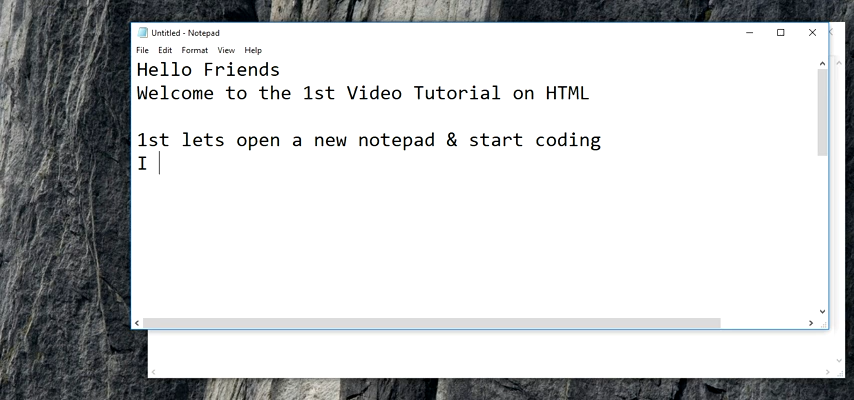 Untitled - Notepad
File Edit Format View Help
Hello Friends
Welcome to the 1st Video Tutorial on HTML
1st lets open a new notepad & start coding
I